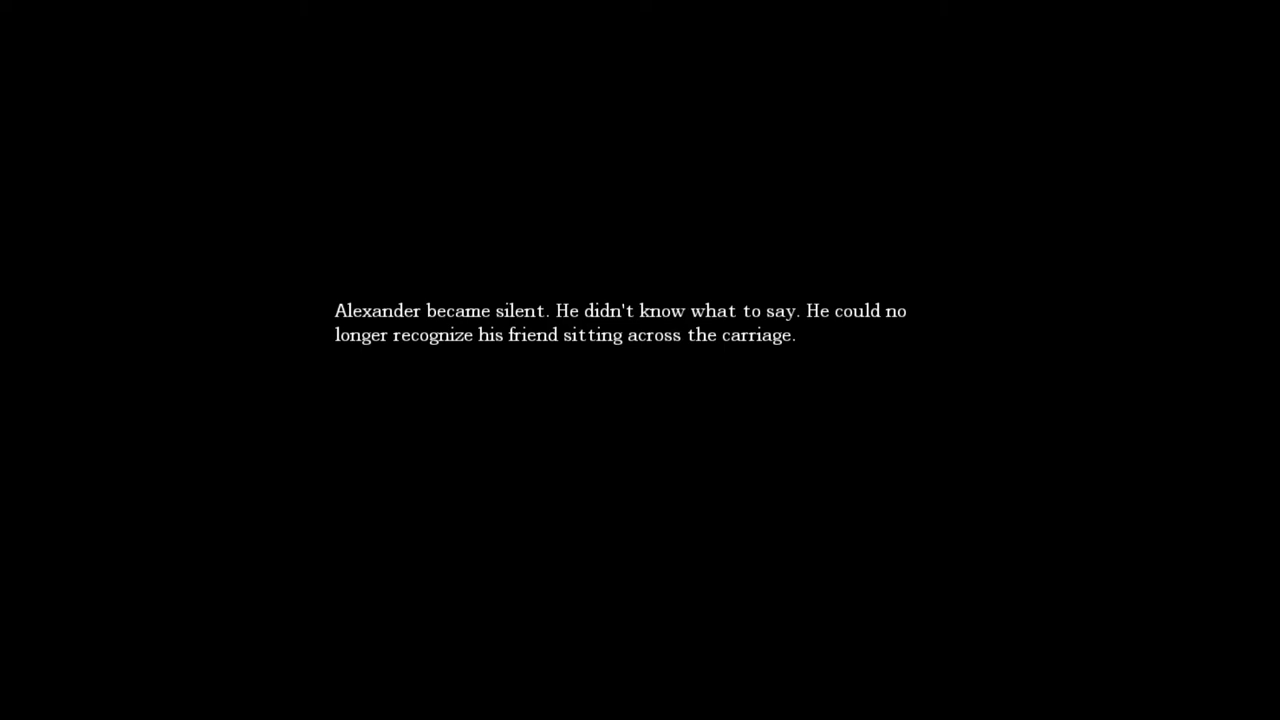 Alexander became silent. He didn't know what to say. He could no
longer recognize his friend sitting across the carriage.